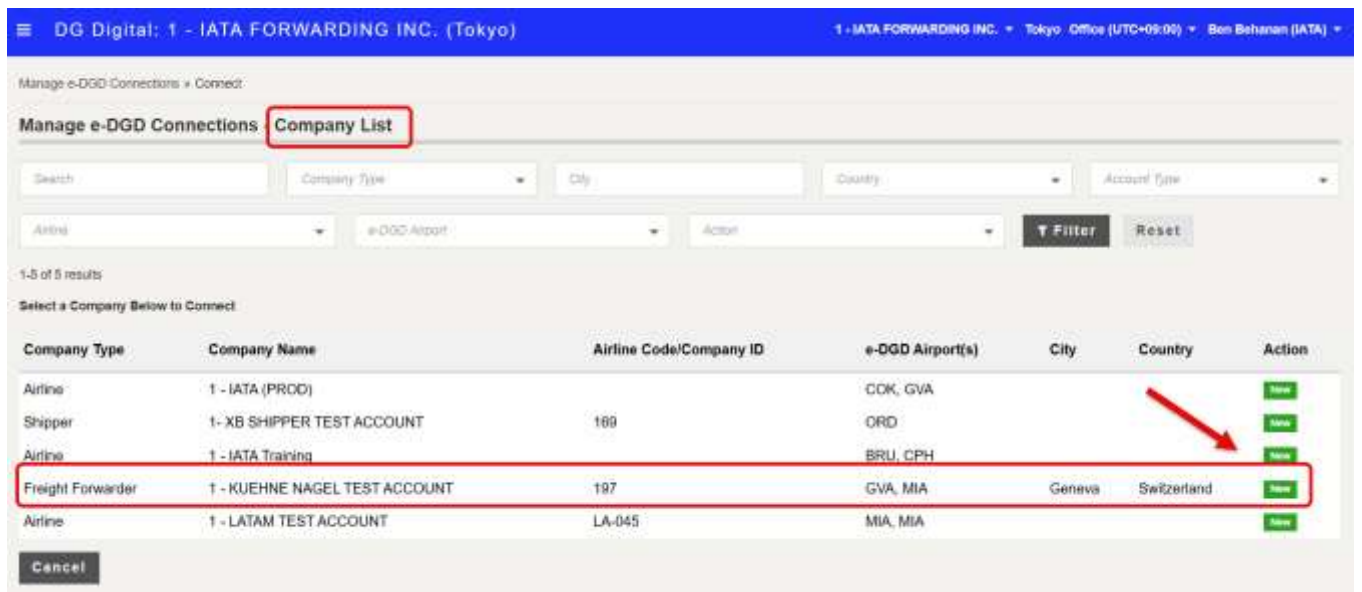 DG Digital: 1 - IATA FORWARDING INC. (Tokyo) 1 - IATA FORWARDING INC. Tokyo Office (UTC+09:00) Ben Behanan (IATA)
Manage e-DGD Connections » Connect
Manage e-DGD Connections Company List
Search Company Type City Country Account Type
Airline e-DGD Airport Action Filter Reset
1-5 of 5 results
Select a Company Below to Connect
Company Type Company Name Airline Code/Company ID e-DGD Airport(s) City Country Action
Airline 1 - IATA (PROD) COK, GVA New
Shipper 1- XB SHIPPER TEST ACCOUNT 169 ORD New
Airline 1 - IATA Training BRU, CPH New
Freight Forwarder 1 - KUEHNE NAGEL TEST ACCOUNT 197 GVA, MIA Geneva Switzerland New
Airline 1 - LATAM TEST ACCOUNT LA-045 MIA, MIA New
Cancel